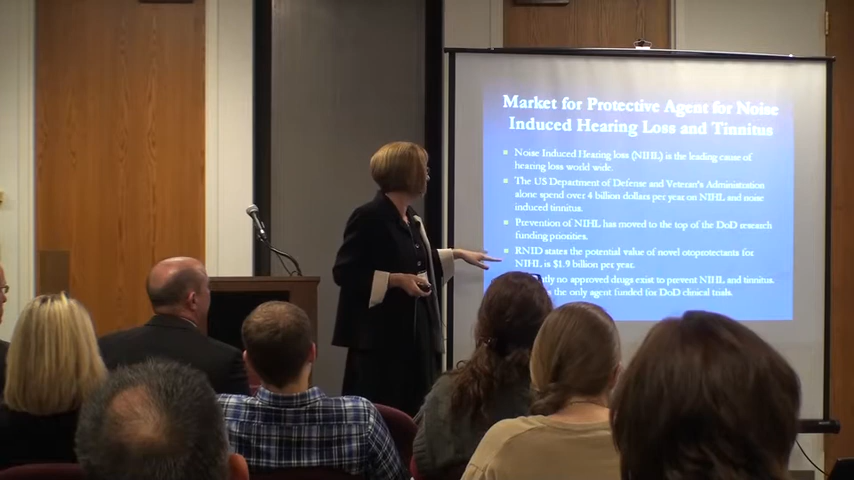 Market for Protective Agent for Noise
Induced Hearing Loss and Tinnitus
Noise Induced Hearing loss (NIHL) is the leading cause of
hearing loss world wide.
The US Department of Defense and Veteran's Administration
alone spend over 4 billion dollars per year on NIHL and noise
induced tinnitus.
Prevention of NIHL has moved to the top of the DoD research
funding priorities.
RNID states the potential value of novel otoprotectants for
NIHL is $1.9 billion per year.
no approved drugs exist to prevent NIHL and tinnitus.
the only agent funded for DoD clinical trials.